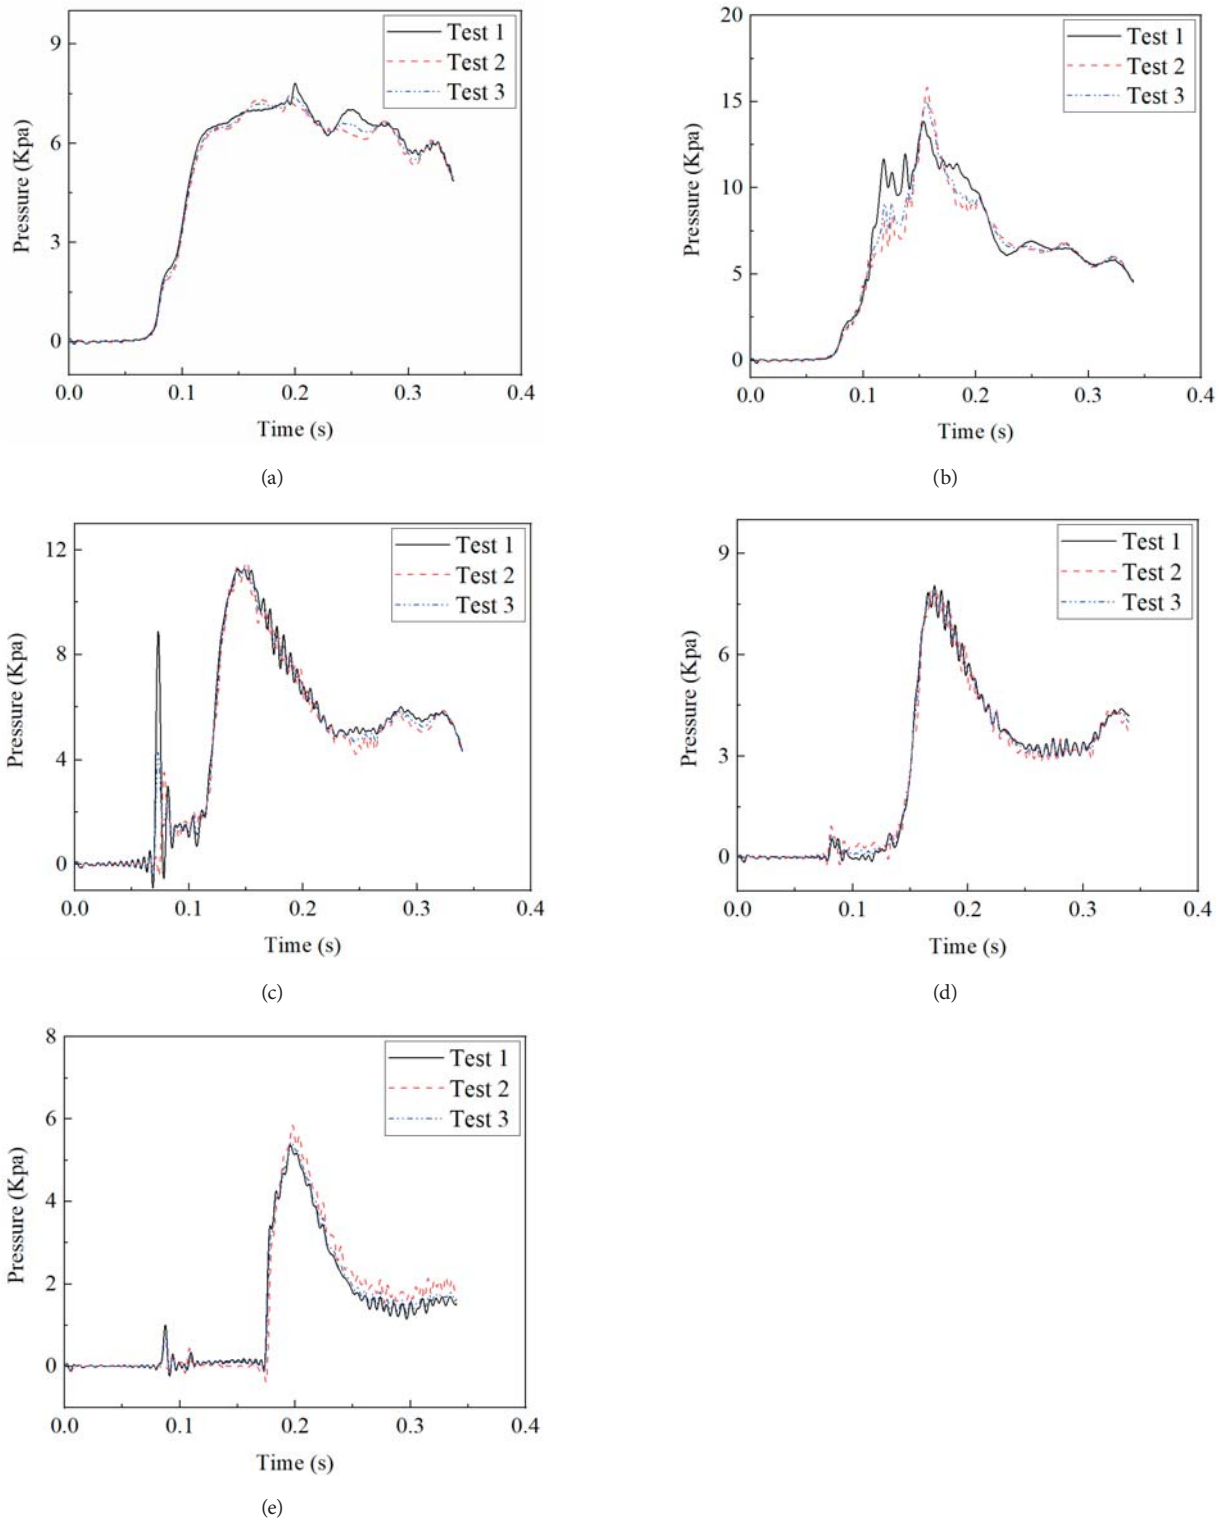 9
6
3
0
Pressure (Kpa)
Test 1
Test 2
Test 3
0.0 0.1 0.2 0.3 0.4
Time (s)
(a)
20
15
10
5
0
Pressure (Kpa)
Test 1
Test 2
Test 3
0.0 0.1 0.2 0.3 0.4
Time (s)
(b)
12
8
4
0
Pressure (Kpa)
Test 1
Test 2
Test 3
0.0 0.1 0.2 0.3 0.4
Time (s)
(c)
9
6
3
0
Pressure (Kpa)
Test 1
Test 2
Test 3
0.0 0.1 0.2 0.3 0.4
Time (s)
(d)
8
6
4
2
0
Pressure (Kpa)
Test 1
Test 2
Test 3
0.0 0.1 0.2 0.3 0.4
Time (s)
(e)